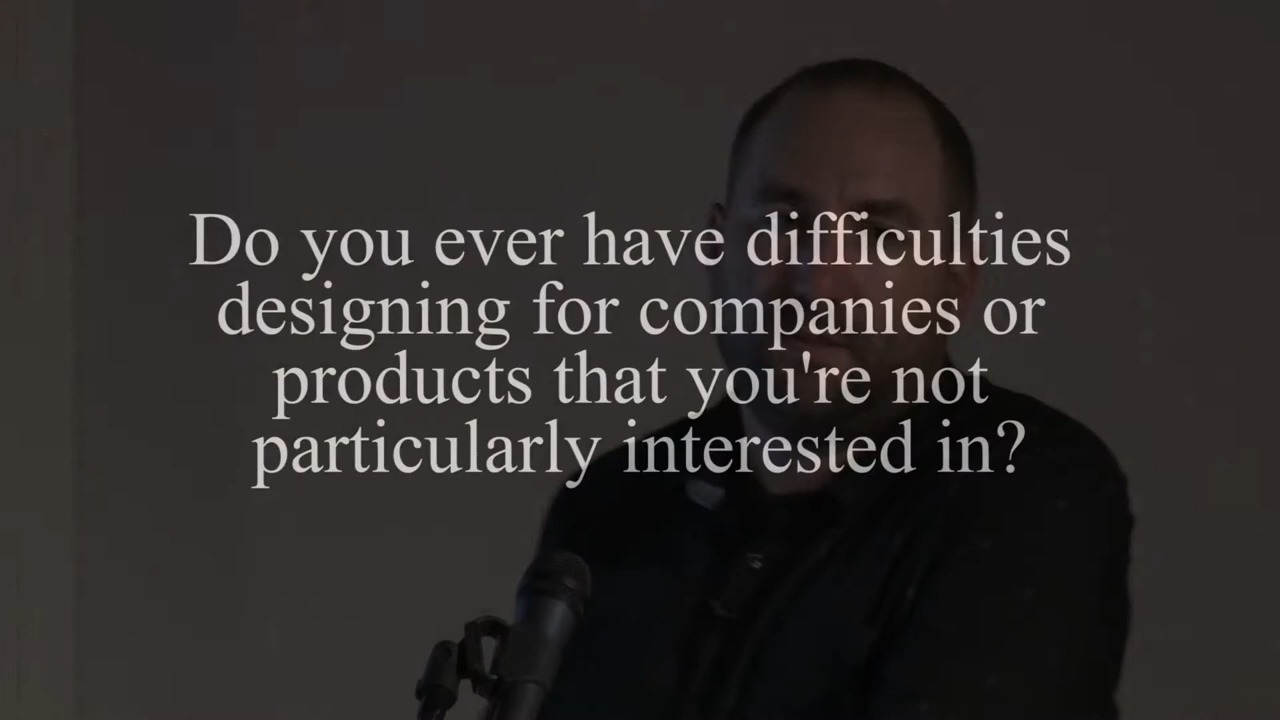 Do you ever have difficulties
designing for companies or
products that you're not
particularly interested in?